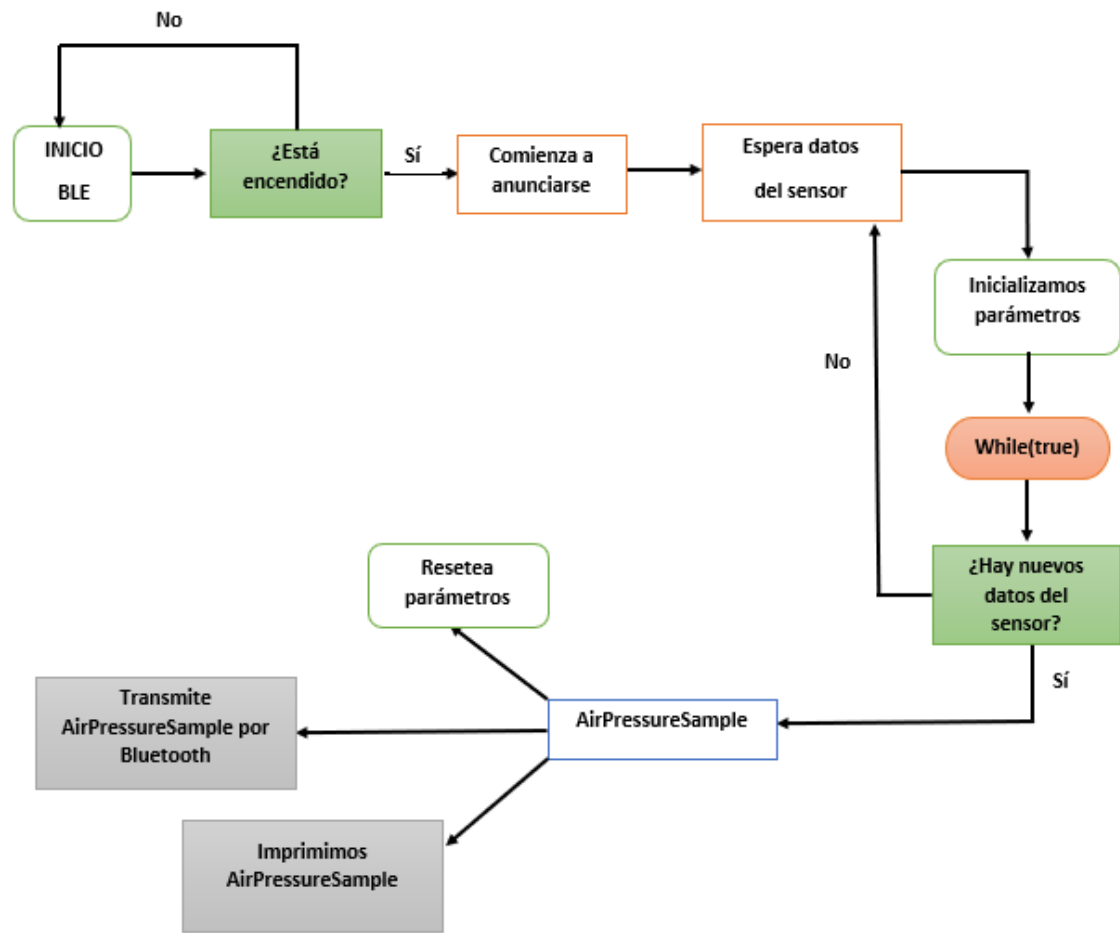 No
INICIO
BLE
¿Está
encendido?
Sí
Comienza a
anunciarse
Espera datos
del sensor
Inicializamos
parámetros
No
While(true)
¿Hay nuevos
datos del
sensor?
Sí
Resetea
parámetros
AirPressureSample
Transmite
AirPressureSample por
Bluetooth
Imprimimos
AirPressureSample